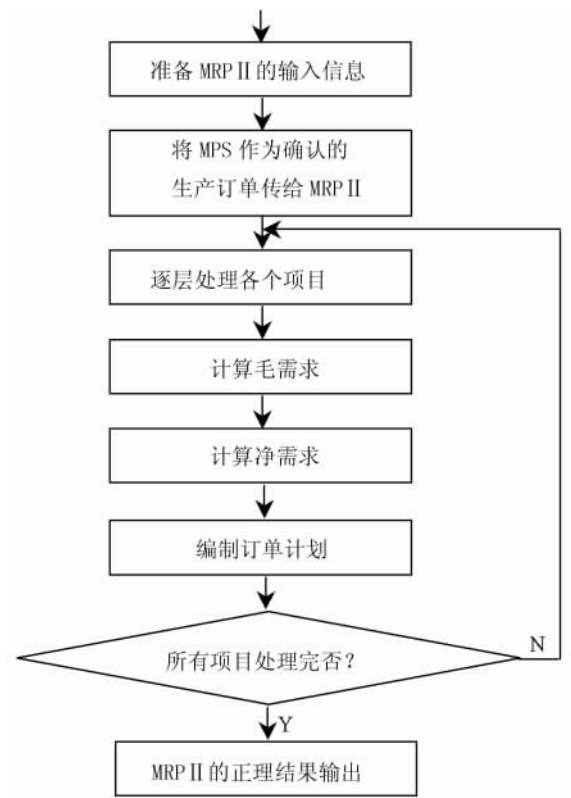 准备 MRPⅡ的输入信息
将 MPS 作为确认的
生产订单传给 MRPⅡ
逐层处理各个项目
计算毛需求
计算净需求
编制订单计划
所有项目处理完否?
N
Y
MRPⅡ的正理结果输出